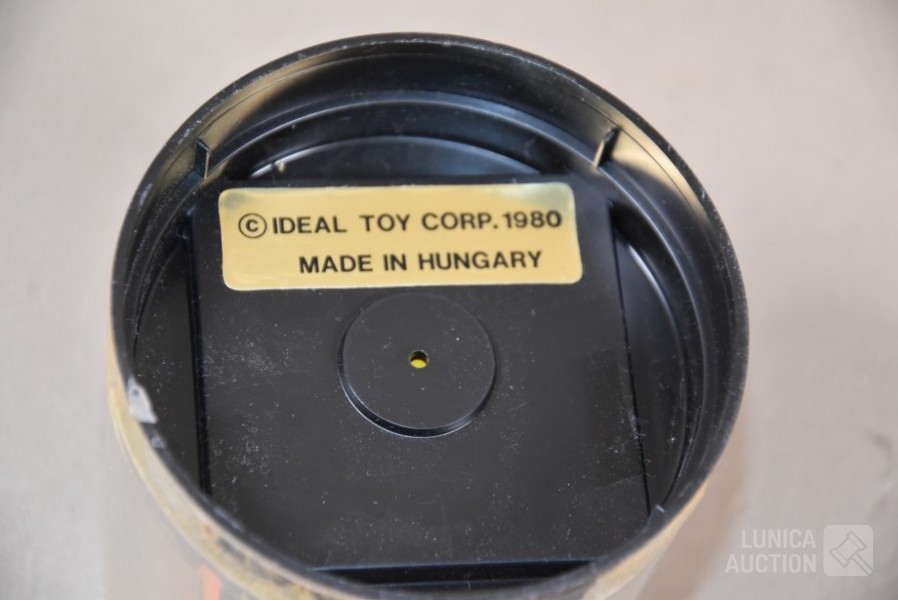 © IDEAL TOY CORP. 1980
MADE IN HUNGARY
LUNICA
AUCTION